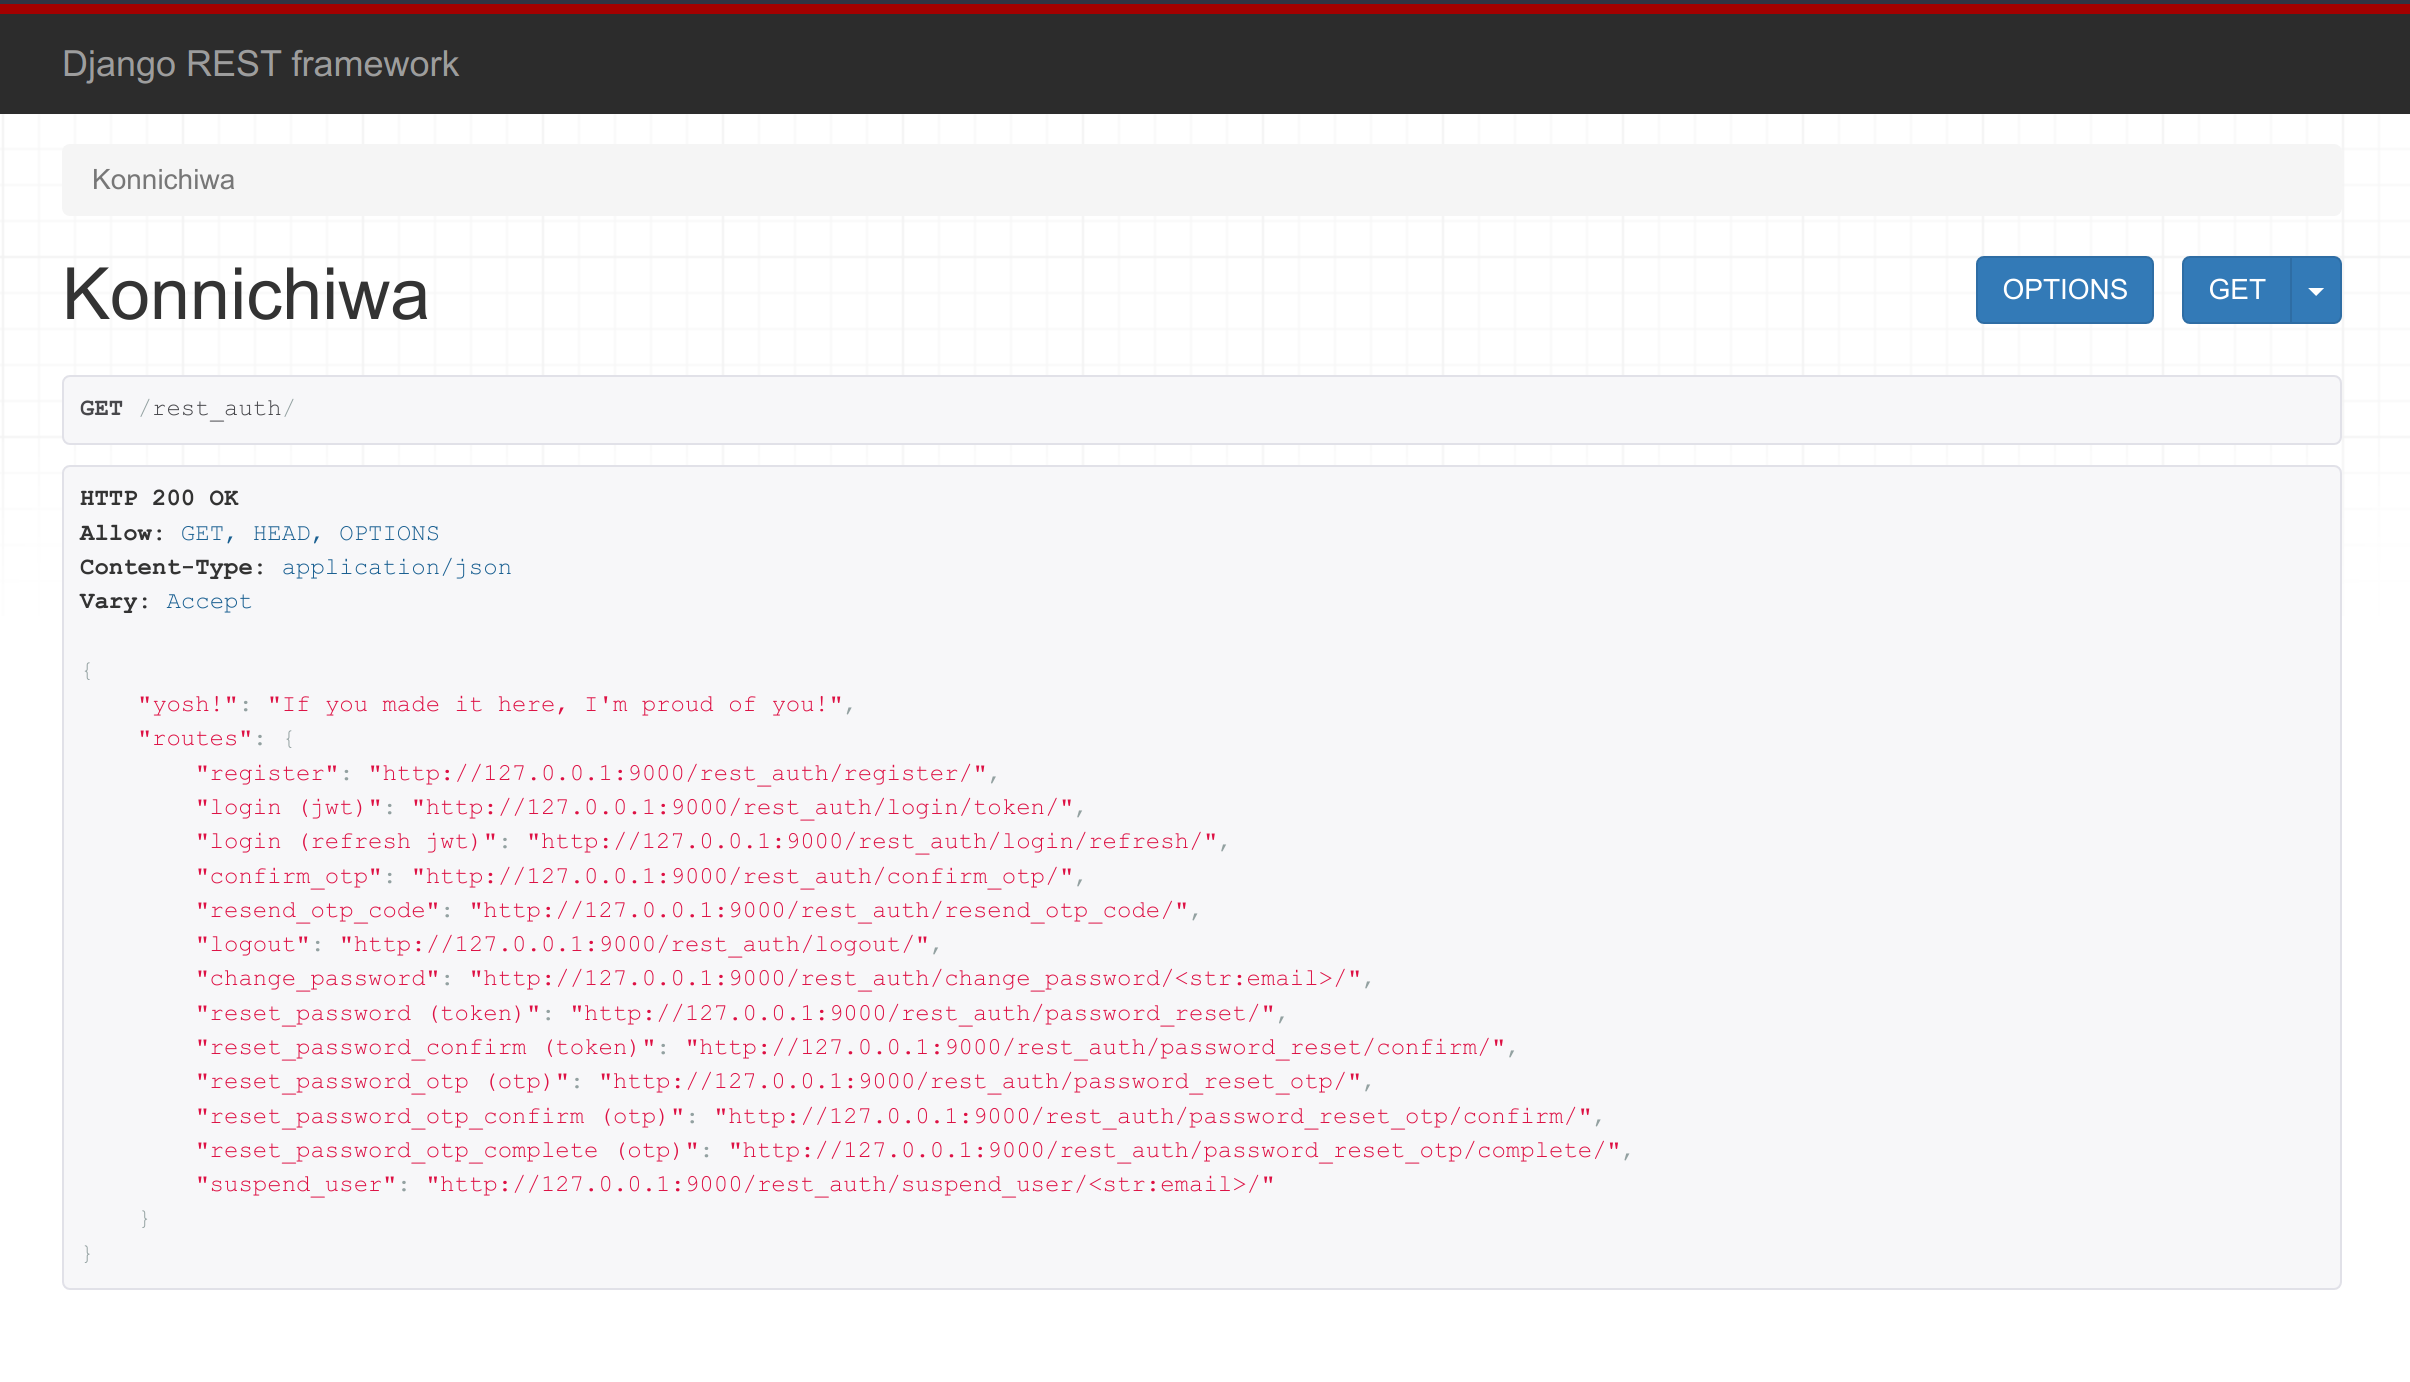 Django REST framework
Konnichiwa
Konnichiwa
OPTIONS
GET
GET /rest_auth/
HTTP 200 OK
Allow: GET, HEAD, OPTIONS
Content-Type: application/json
Vary: Accept
{
    "yosh!": "If you made it here, I'm proud of you!",
    "routes": {
        "register": "http://127.0.0.1:9000/rest_auth/register/",
        "login (jwt)": "http://127.0.0.1:9000/rest_auth/login/token/",
        "login (refresh jwt)": "http://127.0.0.1:9000/rest_auth/login/refresh/",
        "confirm_otp": "http://127.0.0.1:9000/rest_auth/confirm_otp/",
        "resend_otp_code": "http://127.0.0.1:9000/rest_auth/resend_otp_code/",
        "logout": "http://127.0.0.1:9000/rest_auth/logout/",
        "change_password": "http://127.0.0.1:9000/rest_auth/change_password/<str:email>/",
        "reset_password (token)": "http://127.0.0.1:9000/rest_auth/password_reset/",
        "reset_password_confirm (token)": "http://127.0.0.1:9000/rest_auth/password_reset/confirm/",
        "reset_password_otp (otp)": "http://127.0.0.1:9000/rest_auth/password_reset_otp/",
        "reset_password_otp_confirm (otp)": "http://127.0.0.1:9000/rest_auth/password_reset_otp/confirm/",
        "reset_password_otp_complete (otp)": "http://127.0.0.1:9000/rest_auth/password_reset_otp/complete/",
        "suspend_user": "http://127.0.0.1:9000/rest_auth/suspend_user/<str:email>/"
    }
}